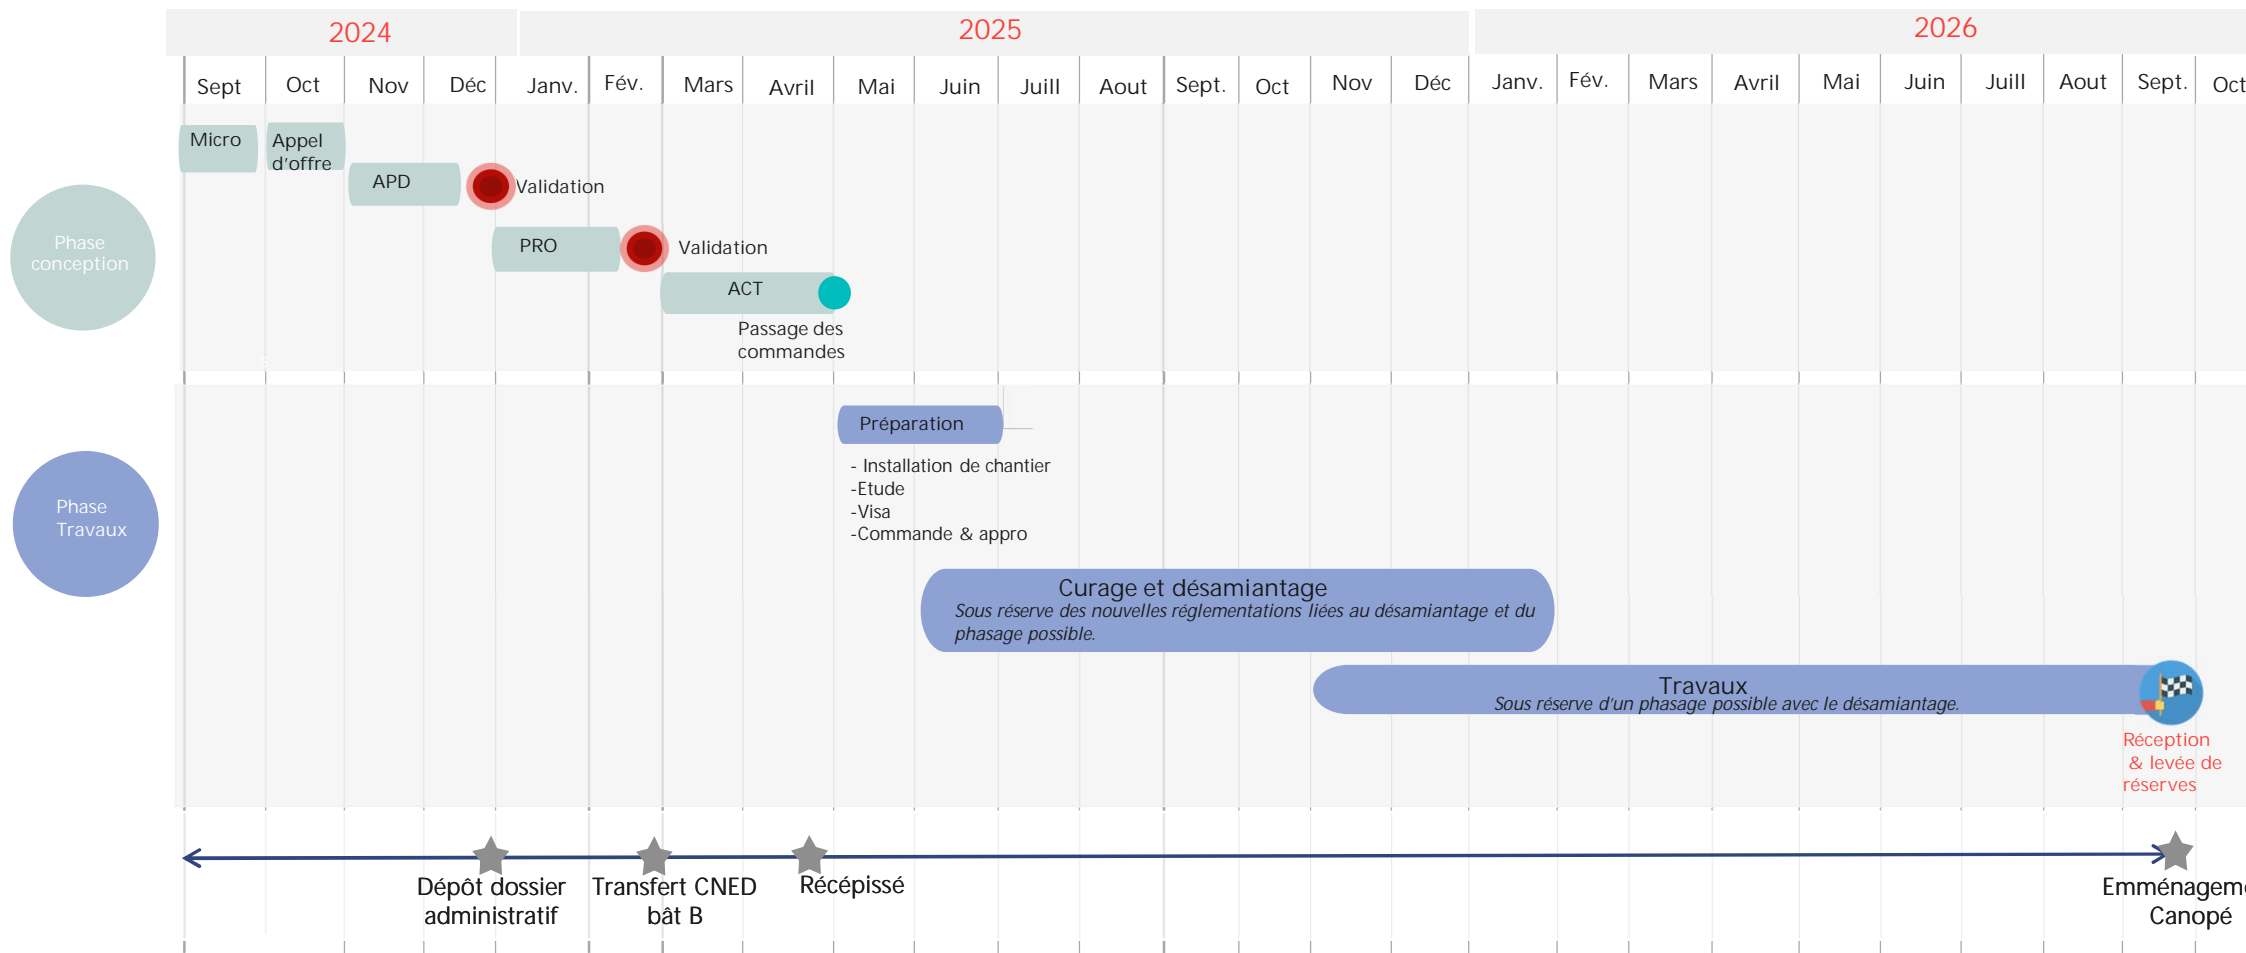 2024
2025
2026
Sept
Oct
Nov
Déc
Janv.
Fév.
Mars
Avril
Mai
Juin
Juill
Aout
Sept.
Oct
Nov
Déc
Janv.
Fév.
Mars
Avril
Mai
Juin
Juill
Aout
Sept.
Oct
Micro
Appel
d'offre
APD
Validation
Phase
conception
PRO
Validation
ACT
Passage des
commandes
Préparation
- Installation de chantier
-Etude
-Visa
-Commande & appro
Phase
Travaux
Curage et désamiantage
Sous réserve des nouvelles réglementations liées au désamiantage et du
phasage possible.
Travaux
Sous réserve d'un phasage possible avec le désamiantage.
Réception
& levée de
réserves
Dépôt dossier
administratif
Transfert CNED
bât B
Récépissé
Emménagem
Canopé